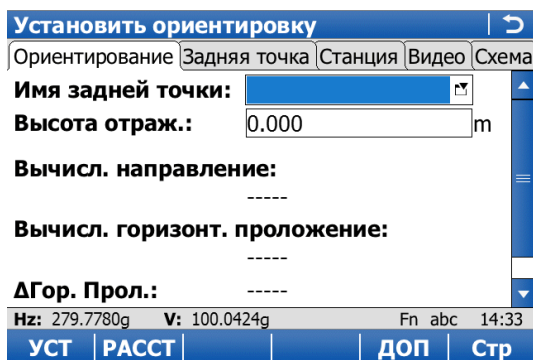 Установить ориентировку
Ориентирование Задняя точка Станция Видео Схема
Имя задней точки:
Высота отраж.: 0.000 m
Вычисл. направление:
-----
Вычисл. горизонт. проложение:
-----
ΔГор. Прол.: -----
Hz: 279.7780g V: 100.0424g Fn abc 14:33
УСТ РАССТ ДОП Стр